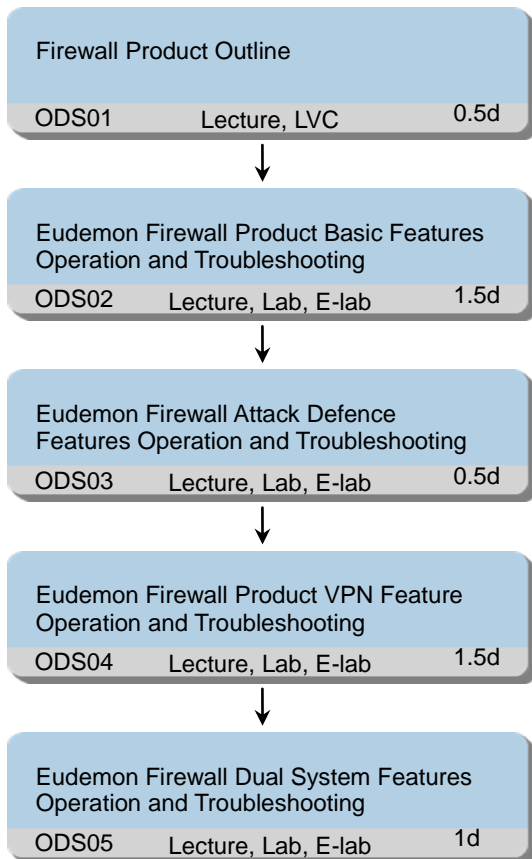 Firewall Product Outline
ODS01 Lecture, LVC 0.5d
Eudemon Firewall Product Basic Features
Operation and Troubleshooting
ODS02 Lecture, Lab, E-lab 1.5d
Eudemon Firewall Attack Defence
Features Operation and Troubleshooting
ODS03 Lecture, Lab, E-lab 0.5d
Eudemon Firewall Product VPN Feature
Operation and Troubleshooting
ODS04 Lecture, Lab, E-lab 1.5d
Eudemon Firewall Dual System Features
Operation and Troubleshooting
ODS05 Lecture, Lab, E-lab 1d